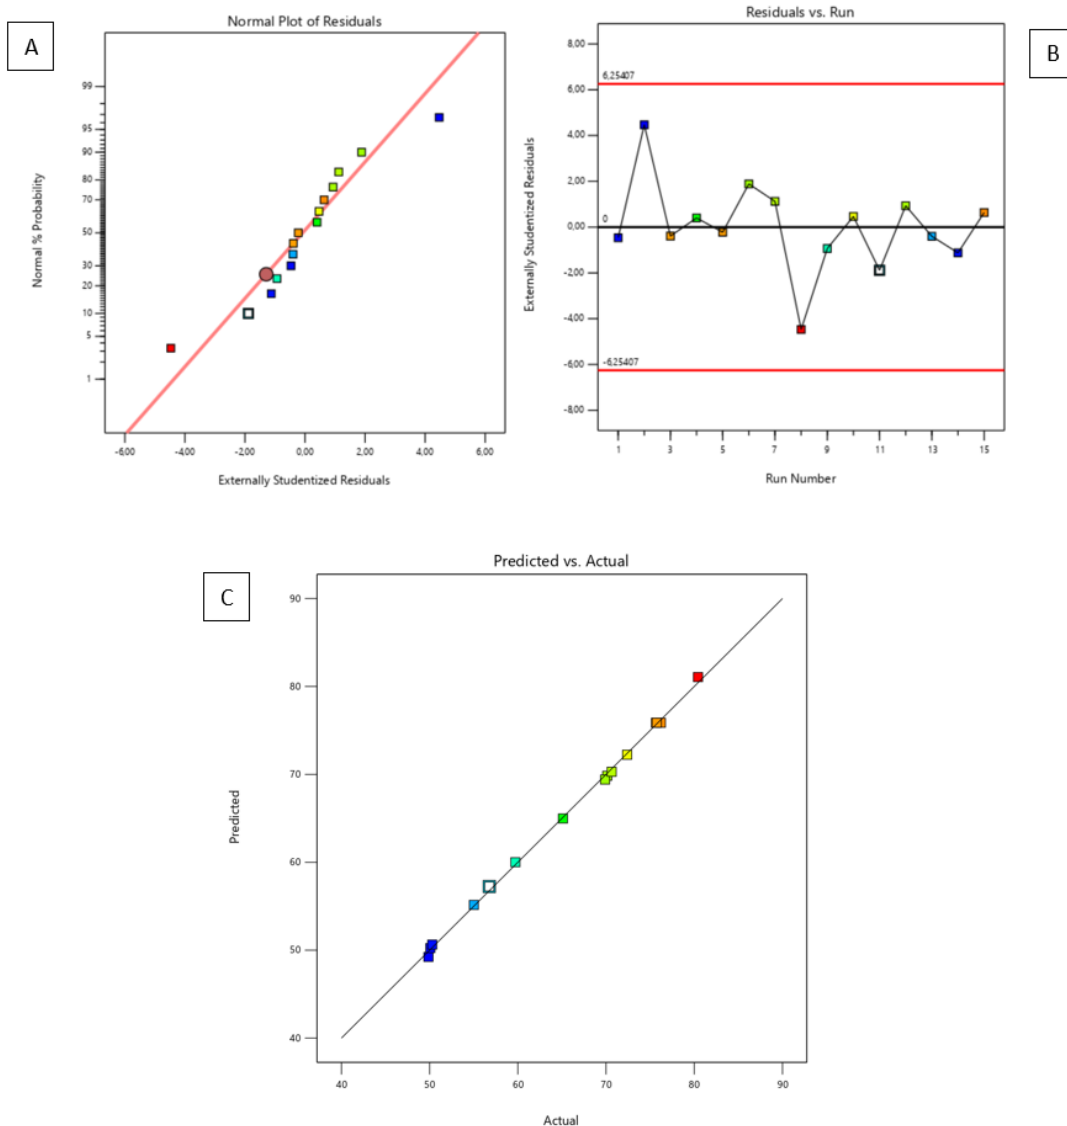 A
Normal Plot of Residuals
Normal % Probability
99
95
90
80
70
50
30
20
10
5
1
-6,00 -4,00 -2,00 0,00 2,00 4,00 6,00
Externally Studentized Residuals
B
Residuals vs. Run
Externally Studentized Residuals
8,00
6,00
4,00
2,00
0,00
-2,00
-4,00
-6,00
-8,00
6,25407
0
-6,25407
1 3 5 7 9 11 13 15
Run Number
C
Predicted vs. Actual
Predicted
90
80
70
60
50
40
40 50 60 70 80 90
Actual